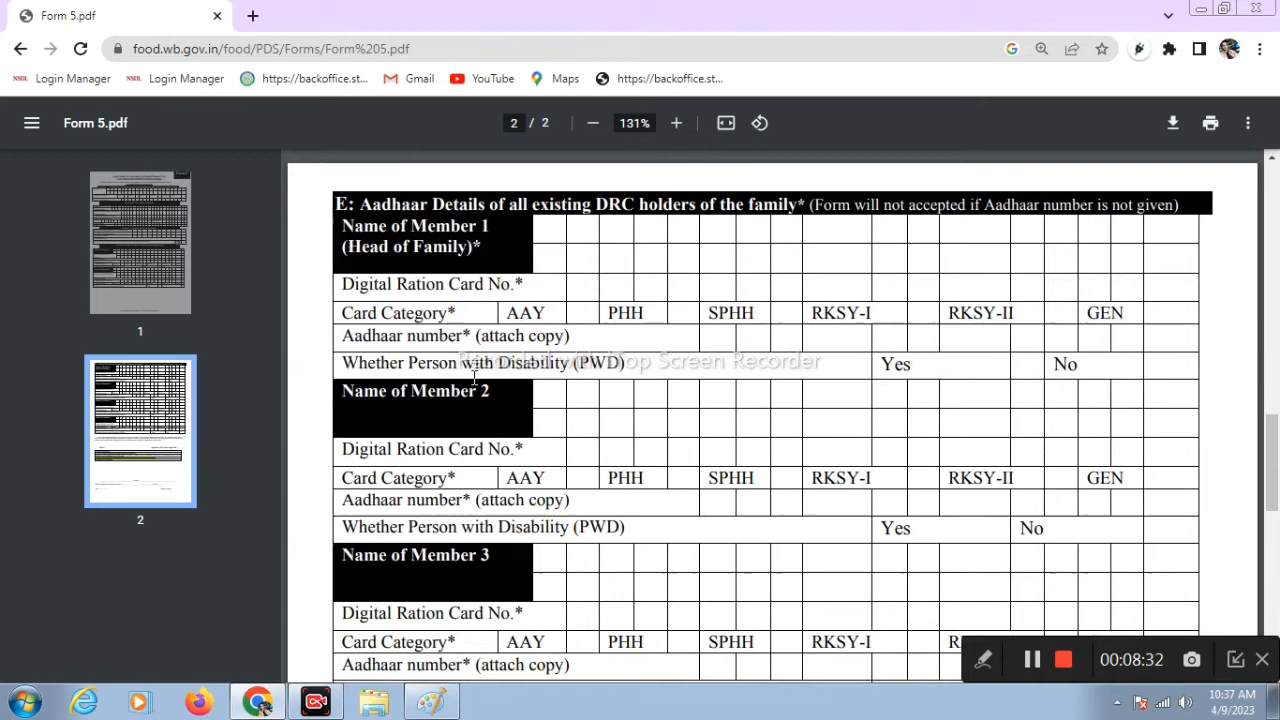 Form 5.pdf
food.wb.gov.in/food/PDS/Forms/Form%205.pdf
NSDL Login Manager NSDL Login Manager https://backoffice.st... Gmail YouTube Maps https://backoffice.st...
Form 5.pdf 2 / 2 131%
E: Aadhaar Details of all existing DRC holders of the family* (Form will not accepted if Aadhaar number is not given)
Name of Member 1
(Head of Family)*
Digital Ration Card No.*
Card Category* AAY PHH SPHH RKSY-I RKSY-II GEN
Aadhaar number* (attach copy)
Recorded with iTop Screen Recorder
Whether Person with Disability (PWD) Yes No
Name of Member 2
Digital Ration Card No.*
Card Category* AAY PHH SPHH RKSY-I RKSY-II GEN
Aadhaar number* (attach copy)
Whether Person with Disability (PWD) Yes No
Name of Member 3
Digital Ration Card No.*
Card Category* AAY PHH SPHH RKSY-I
Aadhaar number* (attach copy)
1
2
00:08:32
10:37 AM
4/9/2023